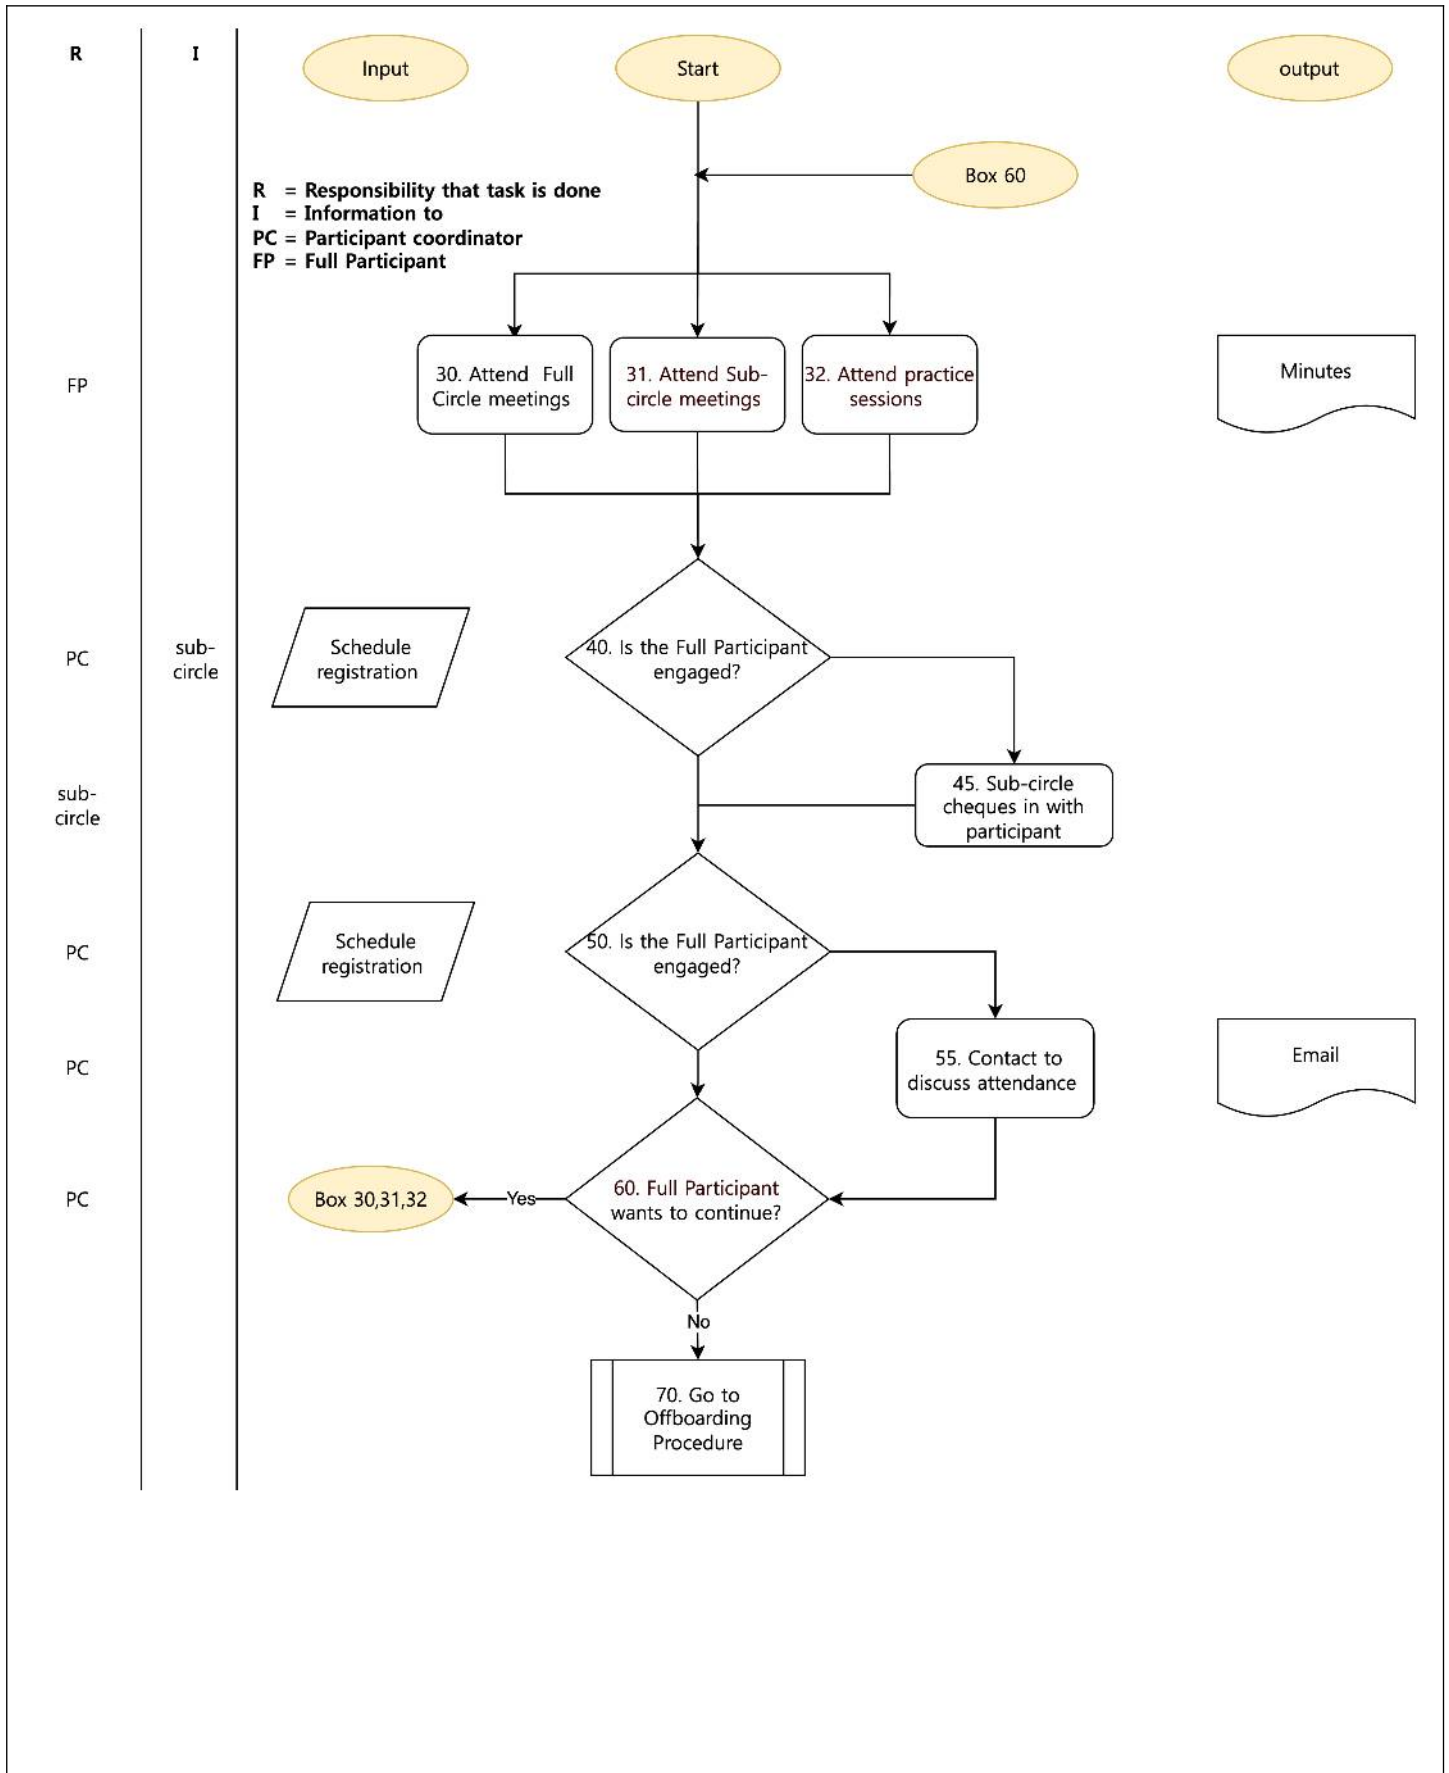 R
I
Input
Start
output
Box 60
R = Responsibility that task is done
I = Information to
PC = Participant coordinator
FP = Full Participant
FP
30. Attend Full
Circle meetings
31. Attend Sub-
circle meetings
32. Attend practice
sessions
Minutes
PC
sub-
circle
Schedule
registration
40. Is the Full Participant
engaged?
sub-
circle
45. Sub-circle
cheques in with
participant
PC
Schedule
registration
50. Is the Full Participant
engaged?
PC
55. Contact to
discuss attendance
Email
PC
Box 30,31,32
Yes
60. Full Participant
wants to continue?
No
70. Go to
Offboarding
Procedure